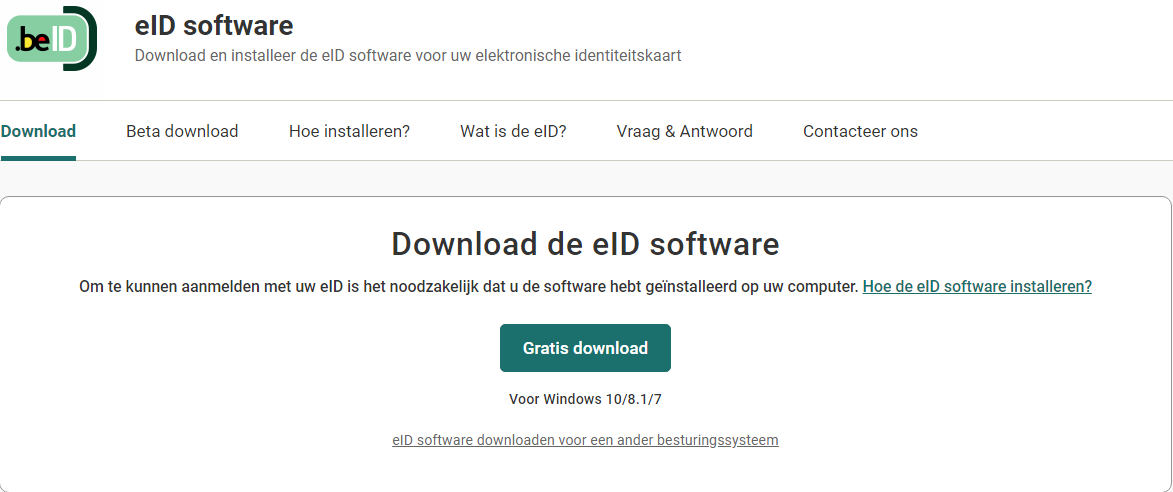 .beID
eID software
Download en installeer de eID software voor uw elektronische identiteitskaart
Download
Beta download
Hoe installeren?
Wat is de eID?
Vraag & Antwoord
Contacteer ons
Download de eID software
Om te kunnen aanmelden met uw eID is het noodzakelijk dat u de software hebt geïnstalleerd op uw computer. Hoe de eID software installeren?
Gratis download
Voor Windows 10/8.1/7
eID software downloaden voor een ander besturingssysteem